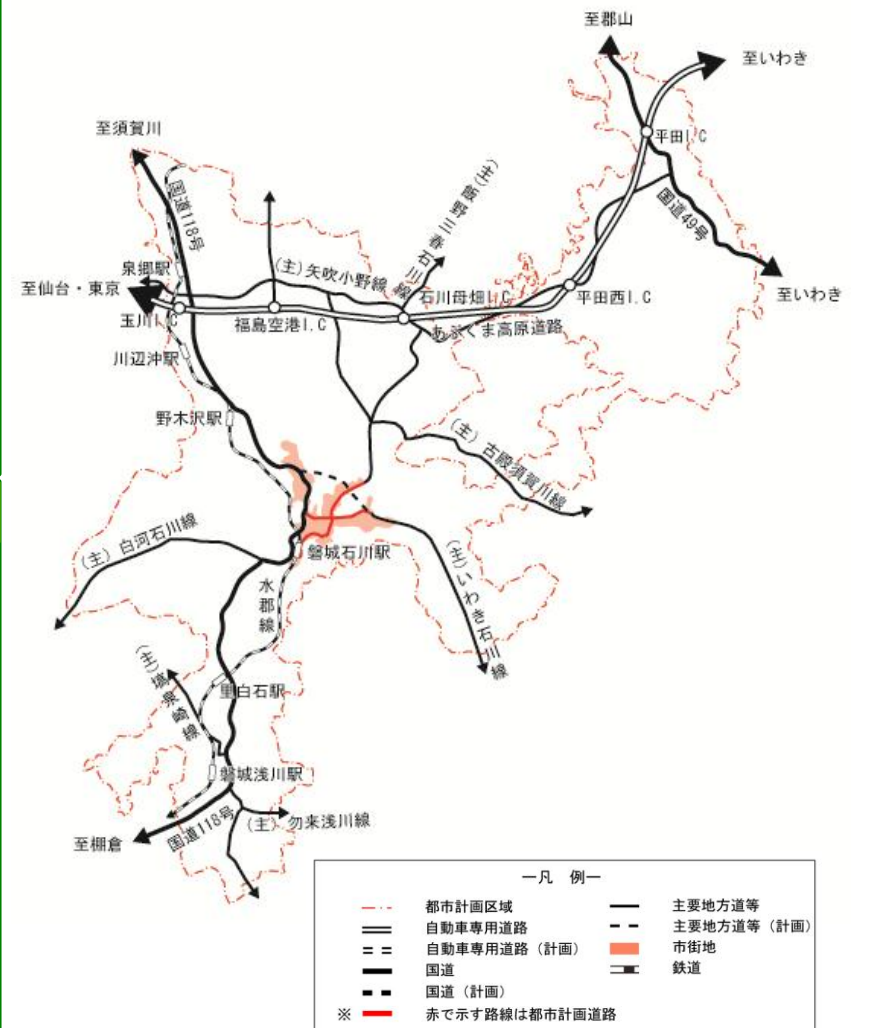 至郡山
至いわき
平田I.C
至須賀川
国道118号
(主)飯野三春石川線
国道49号
泉郷駅
(主)矢吹小野線
至仙台・東京
石川母畑I.C
平田西I.C
至いわき
玉川I.C
福島空港I.C
あぶくま高原道路
川辺沖駅
野木沢駅
(主)古殿須賀川線
(主)白河石川線
磐城石川駅
(主)いわき石川線
水郡線
里白石駅
(主)塙泉崎線
磐城浅川駅
国道118号
(主)勿来浅川線
至棚倉
―凡 例―
都市計画区域
主要地方道等
自動車専用道路
主要地方道等(計画)
自動車専用道路(計画)
市街地
国道
鉄道
国道(計画)
※ 赤で示す路線は都市計画道路